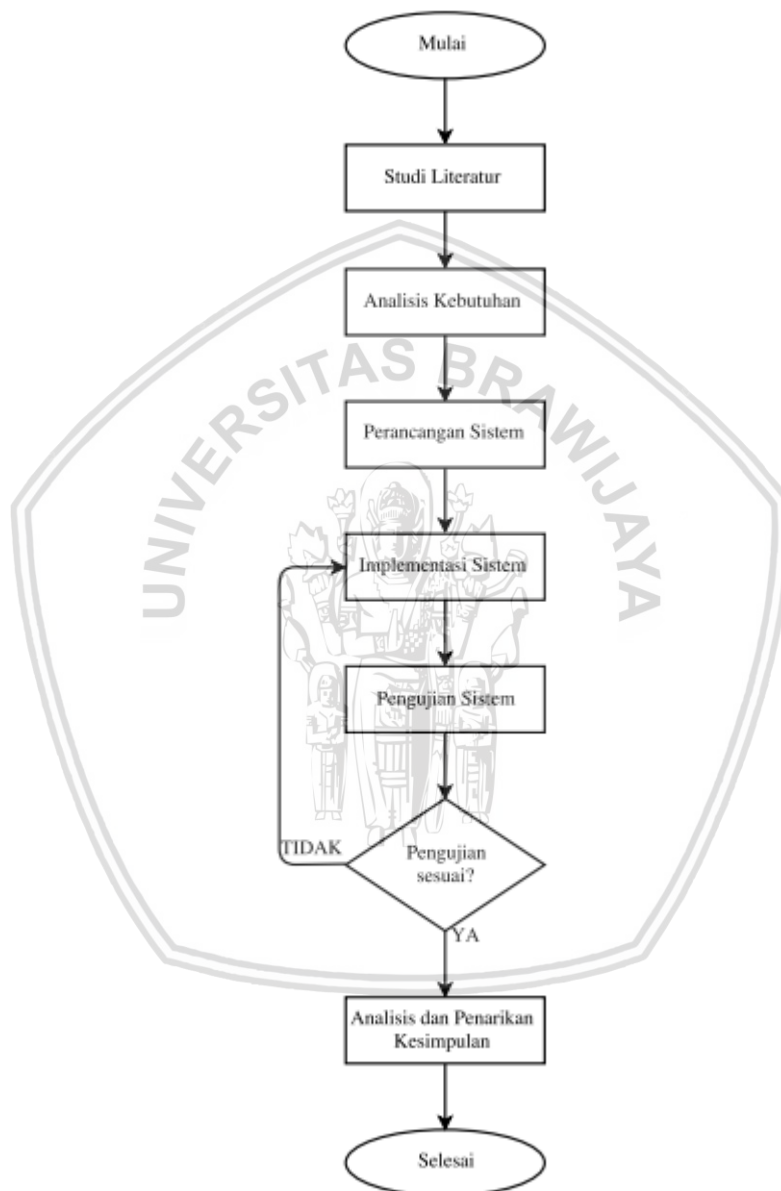 Mulai
Studi Literatur
Analisis Kebutuhan
UNIVERSITAS BRAWIJAYA
Perancangan Sistem
Implementasi Sistem
Pengujian Sistem
TIDAK
Pengujian
sesuai?
YA
Analisis dan Penarikan
Kesimpulan
Selesai